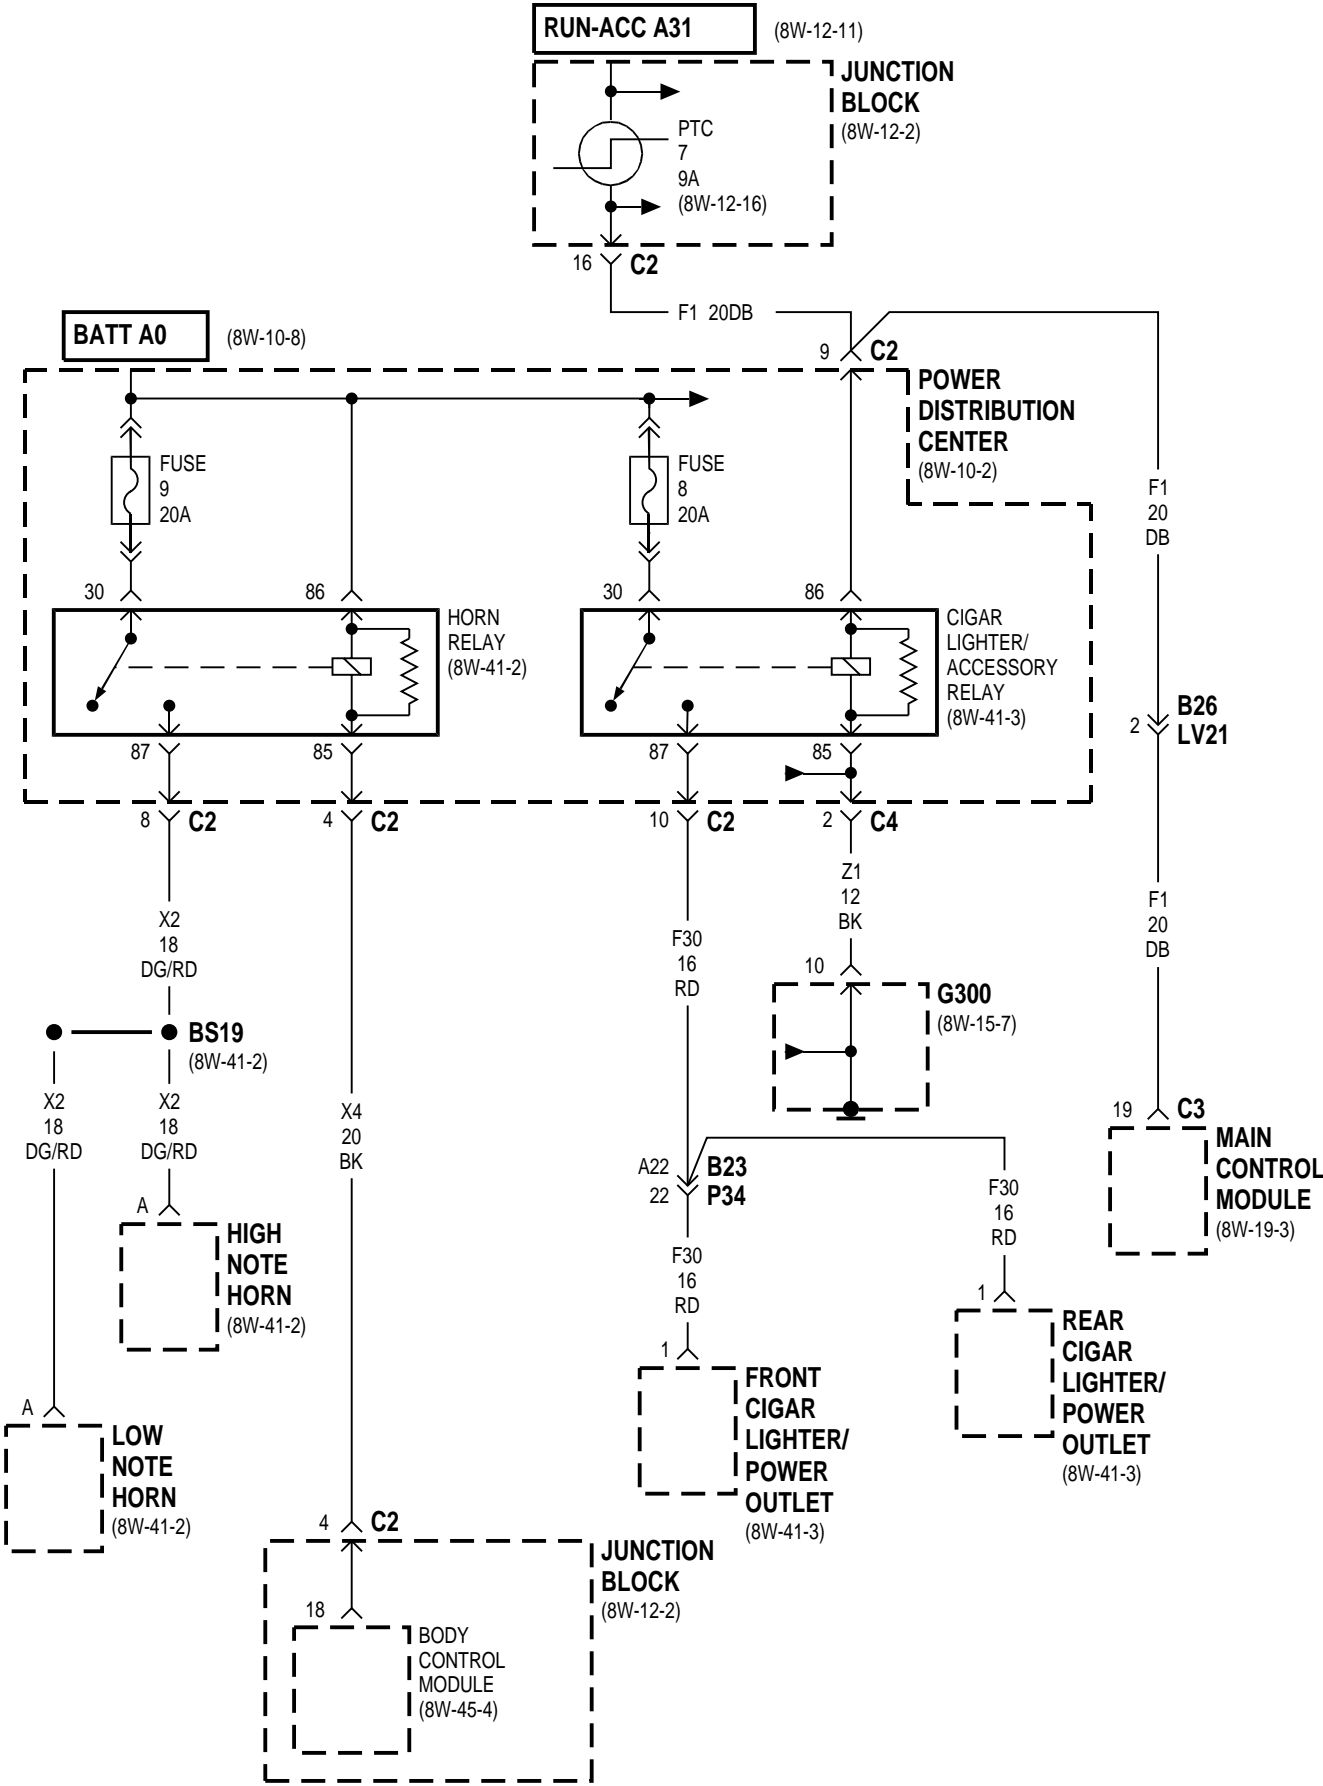 RUN-ACC A31
(8W-12-11)
JUNCTION
BLOCK
(8W-12-2)
PTC
7
9A
(8W-12-16)
16
C2
F1 20DB
BATT A0
(8W-10-8)
9
C2
POWER
DISTRIBUTION
CENTER
(8W-10-2)
FUSE
9
20A
FUSE
8
20A
F1
20
DB
30
86
30
86
HORN
RELAY
(8W-41-2)
CIGAR
LIGHTER/
ACCESSORY
RELAY
(8W-41-3)
2
B26
LV21
87
85
87
85
8
C2
4
C2
10
C2
2
C4
Z1
12
BK
F1
20
DB
X2
18
DG/RD
F30
16
RD
10
G300
(8W-15-7)
BS19
(8W-41-2)
X2
18
DG/RD
X2
18
DG/RD
X4
20
BK
19
C3
MAIN
CONTROL
MODULE
(8W-19-3)
A22
B23
22
P34
F30
16
RD
A
HIGH
NOTE
HORN
(8W-41-2)
F30
16
RD
1
REAR
CIGAR
LIGHTER/
POWER
OUTLET
(8W-41-3)
1
FRONT
CIGAR
LIGHTER/
POWER
OUTLET
(8W-41-3)
A
LOW
NOTE
HORN
(8W-41-2)
4
C2
JUNCTION
BLOCK
(8W-12-2)
18
BODY
CONTROL
MODULE
(8W-45-4)